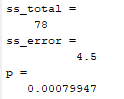 ss_total =
78
ss_error =
4.5
p =
0.00079947